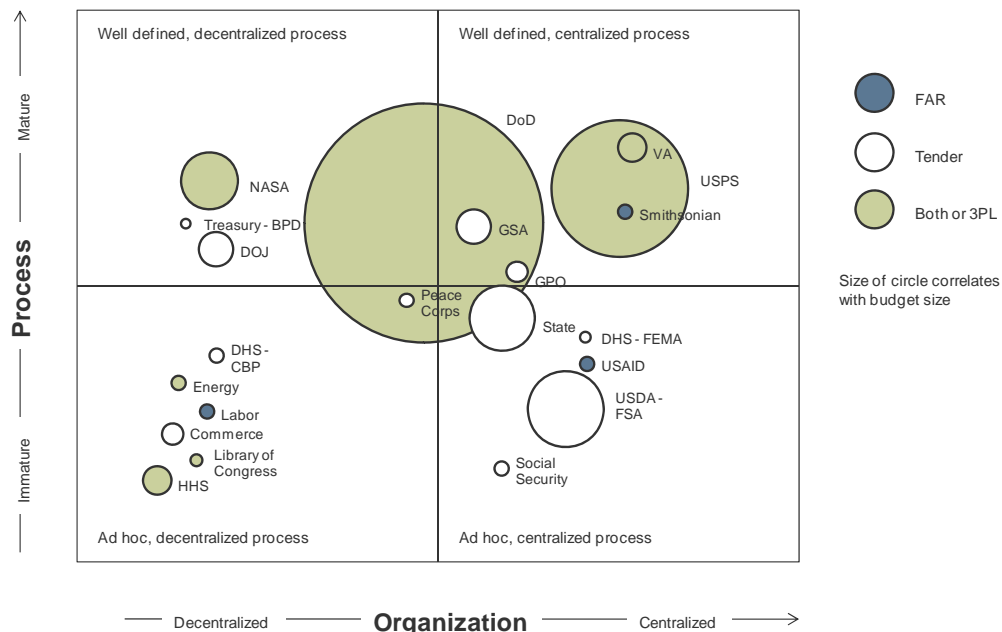 Well defined, decentralized process
Well defined, centralized process
Mature
Process
Immature
DoD
NASA
VA
USPS
Treasury - BPD
Smithsonian
DOJ
GSA
GPO
Peace
Corps
State
DHS - FEMA
DHS -
CBP
USAID
Energy
USDA -
FSA
Labor
Commerce
Library of
Congress
Social
Security
HHS
Ad hoc, decentralized process
Ad hoc, centralized process
FAR
Tender
Both or 3PL
Size of circle correlates
with budget size
Decentralized
Organization
Centralized